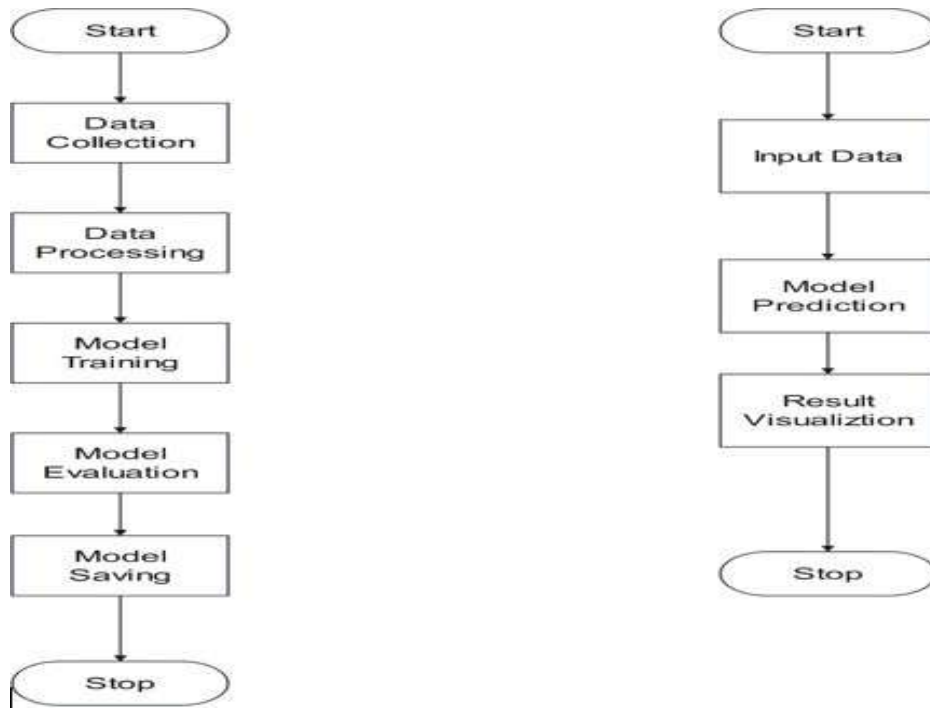 Start
Data
Collection
Data
Processing
Model
Training
Model
Evaluation
Model
Saving
Stop
Start
Input Data
Model
Prediction
Result
Visualiztion
Stop